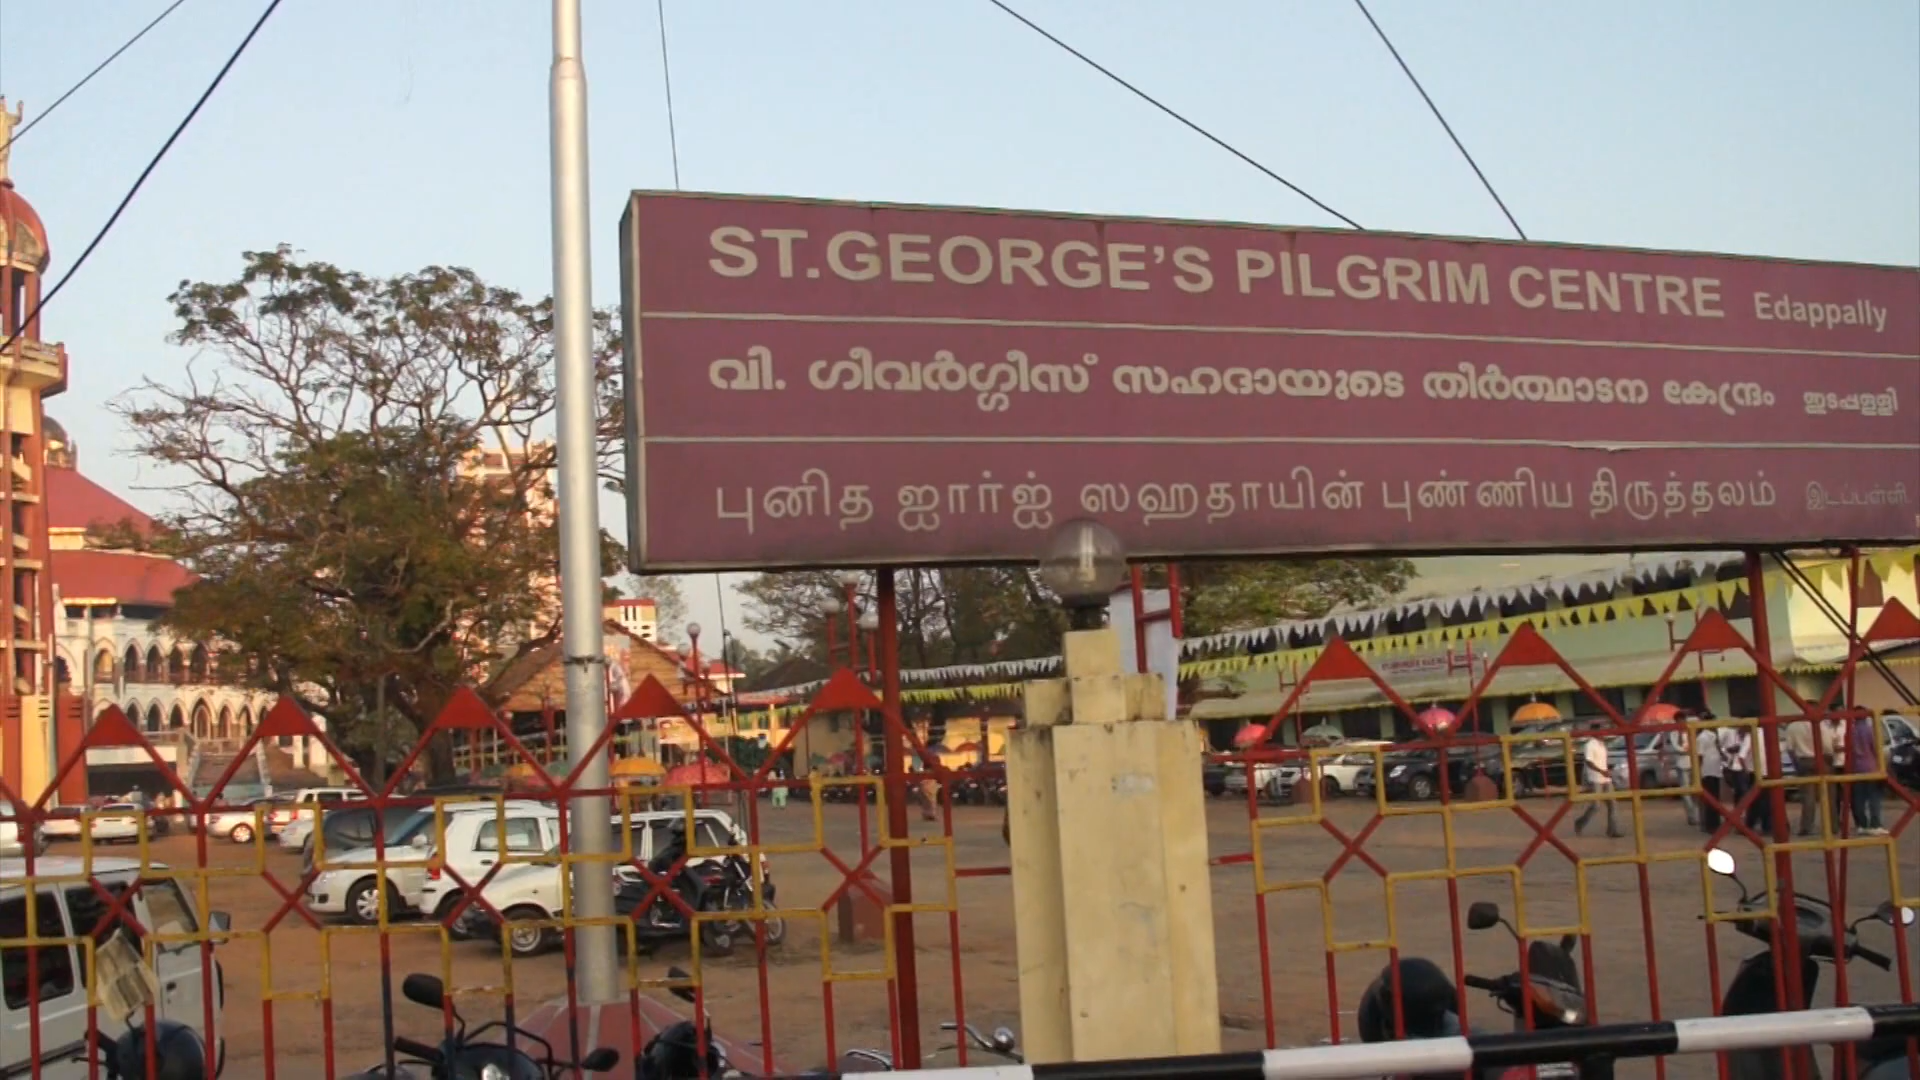 ST.GEORGE'S PILGRIM CENTRE Edappally
വി. ഗീവർഗ്ഗീസ് സഹദായുടെ തീർത്ഥാടന കേന്ദ്രം ഇടപ്പള്ളി
புனித ஜார்ஜ் ஸஹதாயின் புண்ணிய திருத்தலம் இடப்பள்ளி